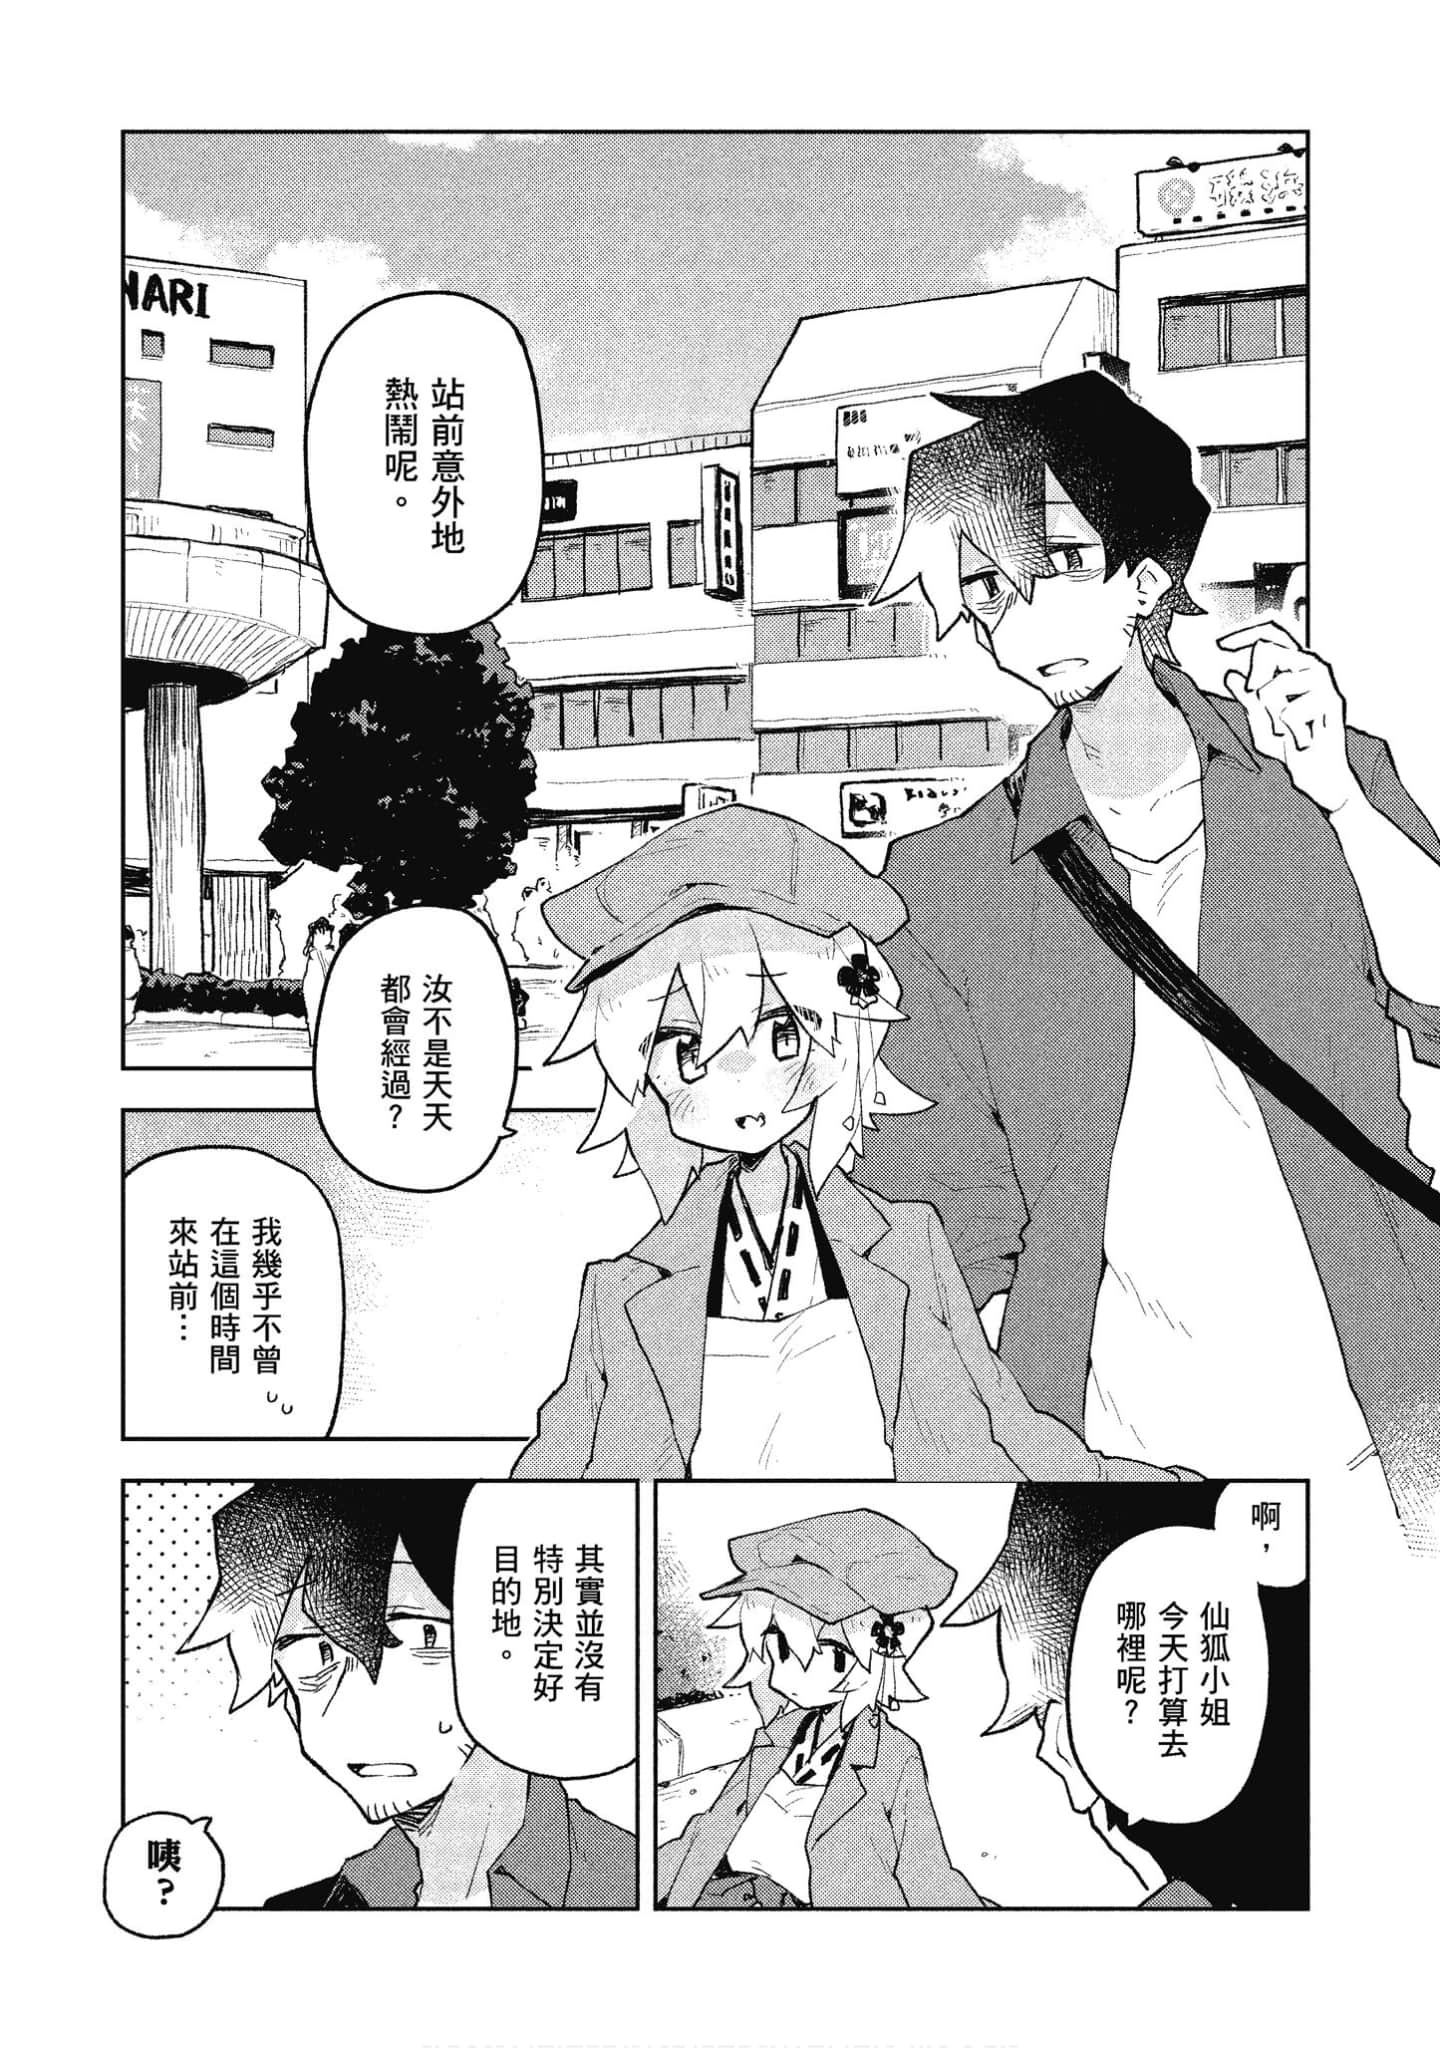 NARI
站前意外地
熱鬧呢。
汝不是天天
都會經過?
我幾乎不曾
在這個時間
來站前…
啊,
仙狐小姐
今天打算去
哪裡呢?
其實並沒有
特別決定好
目的地。
咦?